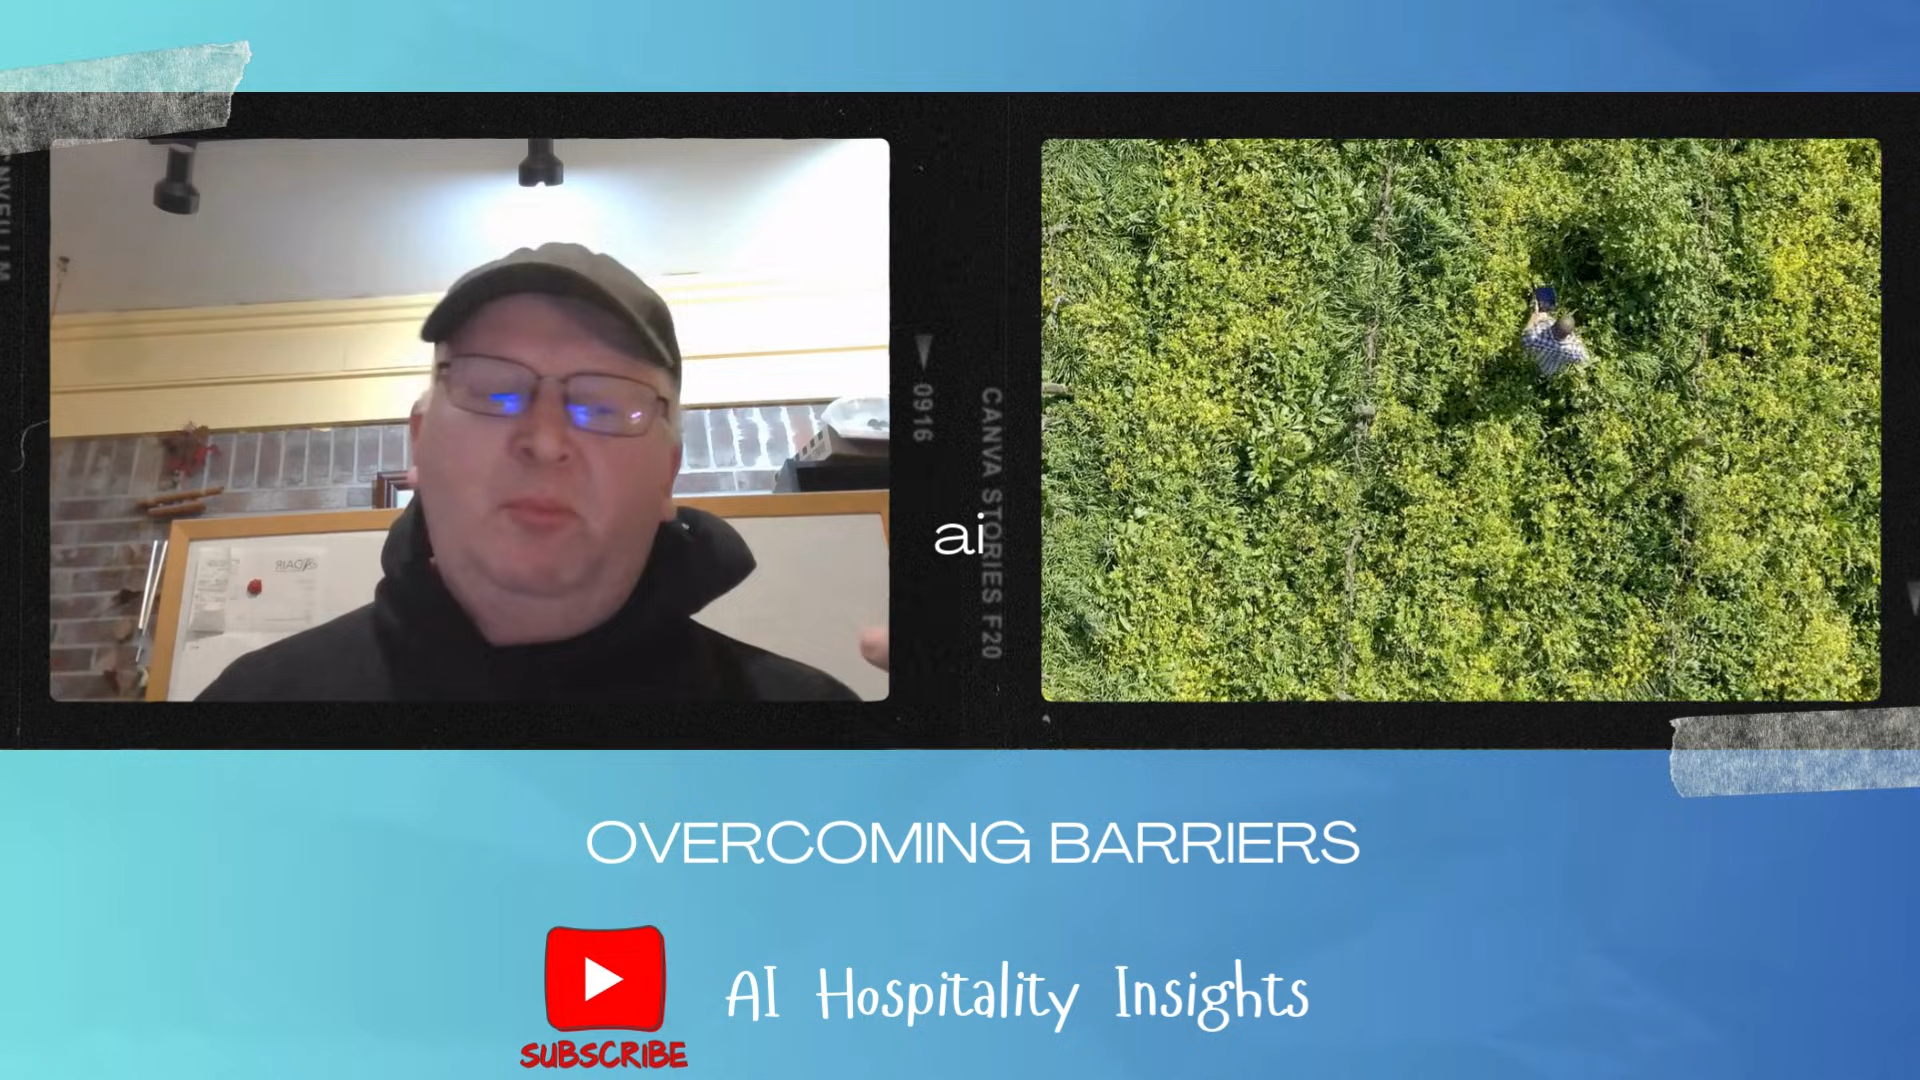 0916
CANVA STORIES F20
ai
OVERCOMING BARRIERS
AI Hospitality Insights
SUBSCRIBE